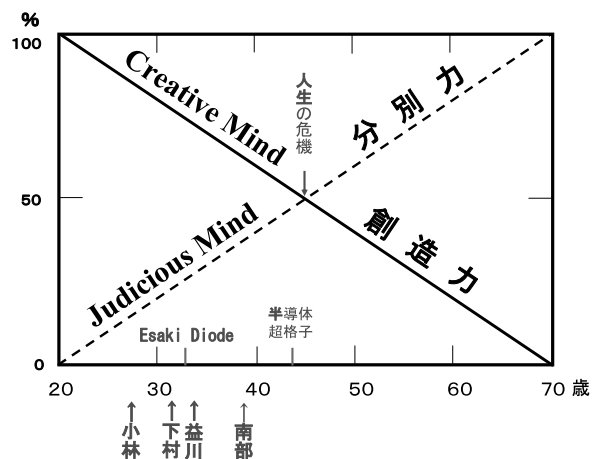 %
100
50
0
Creative Mind
Judicious Mind
人生の危機
分別力
創造力
Esaki Diode
半導体
超格子
20 30 40 50 60 70 歳
小林
下村
益川
南部